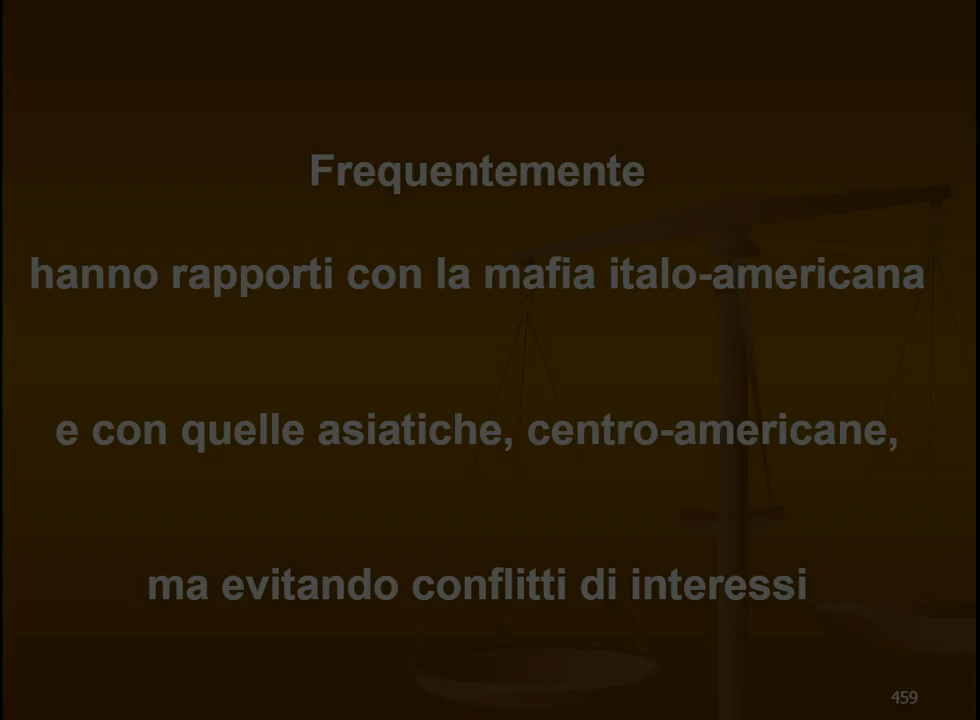 Frequentemente
hanno rapporti con la mafia italo-americana
e con quelle asiatiche, centro-americane,
ma evitando conflitti di interessi
459